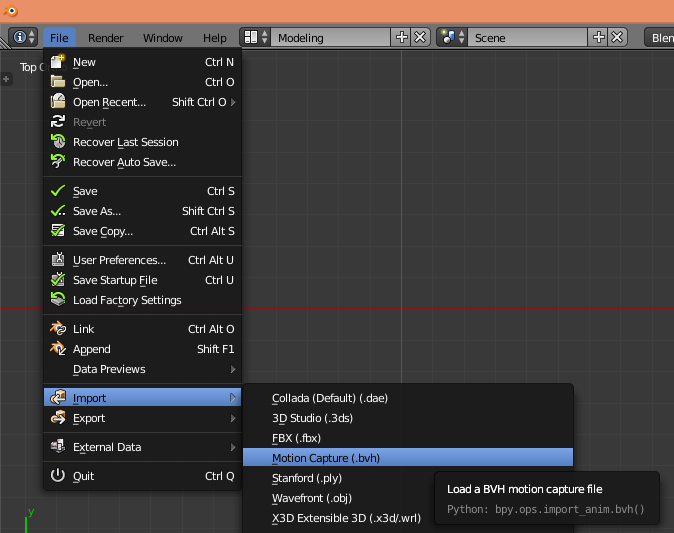 File Render Window Help Modeling Scene Blen
Top
New Ctrl N
Open... Ctrl O
Open Recent... Shift Ctrl O
Revert
Recover Last Session
Recover Auto Save...
Save Ctrl S
Save As... Shift Ctrl S
Save Copy... Ctrl Alt S
User Preferences... Ctrl Alt U
Save Startup File Ctrl U
Load Factory Settings
Link Ctrl Alt O
Append Shift F1
Data Previews
Import
Export
External Data
Quit Ctrl Q
Collada (Default) (.dae)
3D Studio (.3ds)
FBX (.fbx)
Motion Capture (.bvh)
Stanford (.ply)
Wavefront (.obj)
X3D Extensible 3D (.x3d/.wrl)
Load a BVH motion capture file
Python: bpy.ops.import_anim.bvh()
y